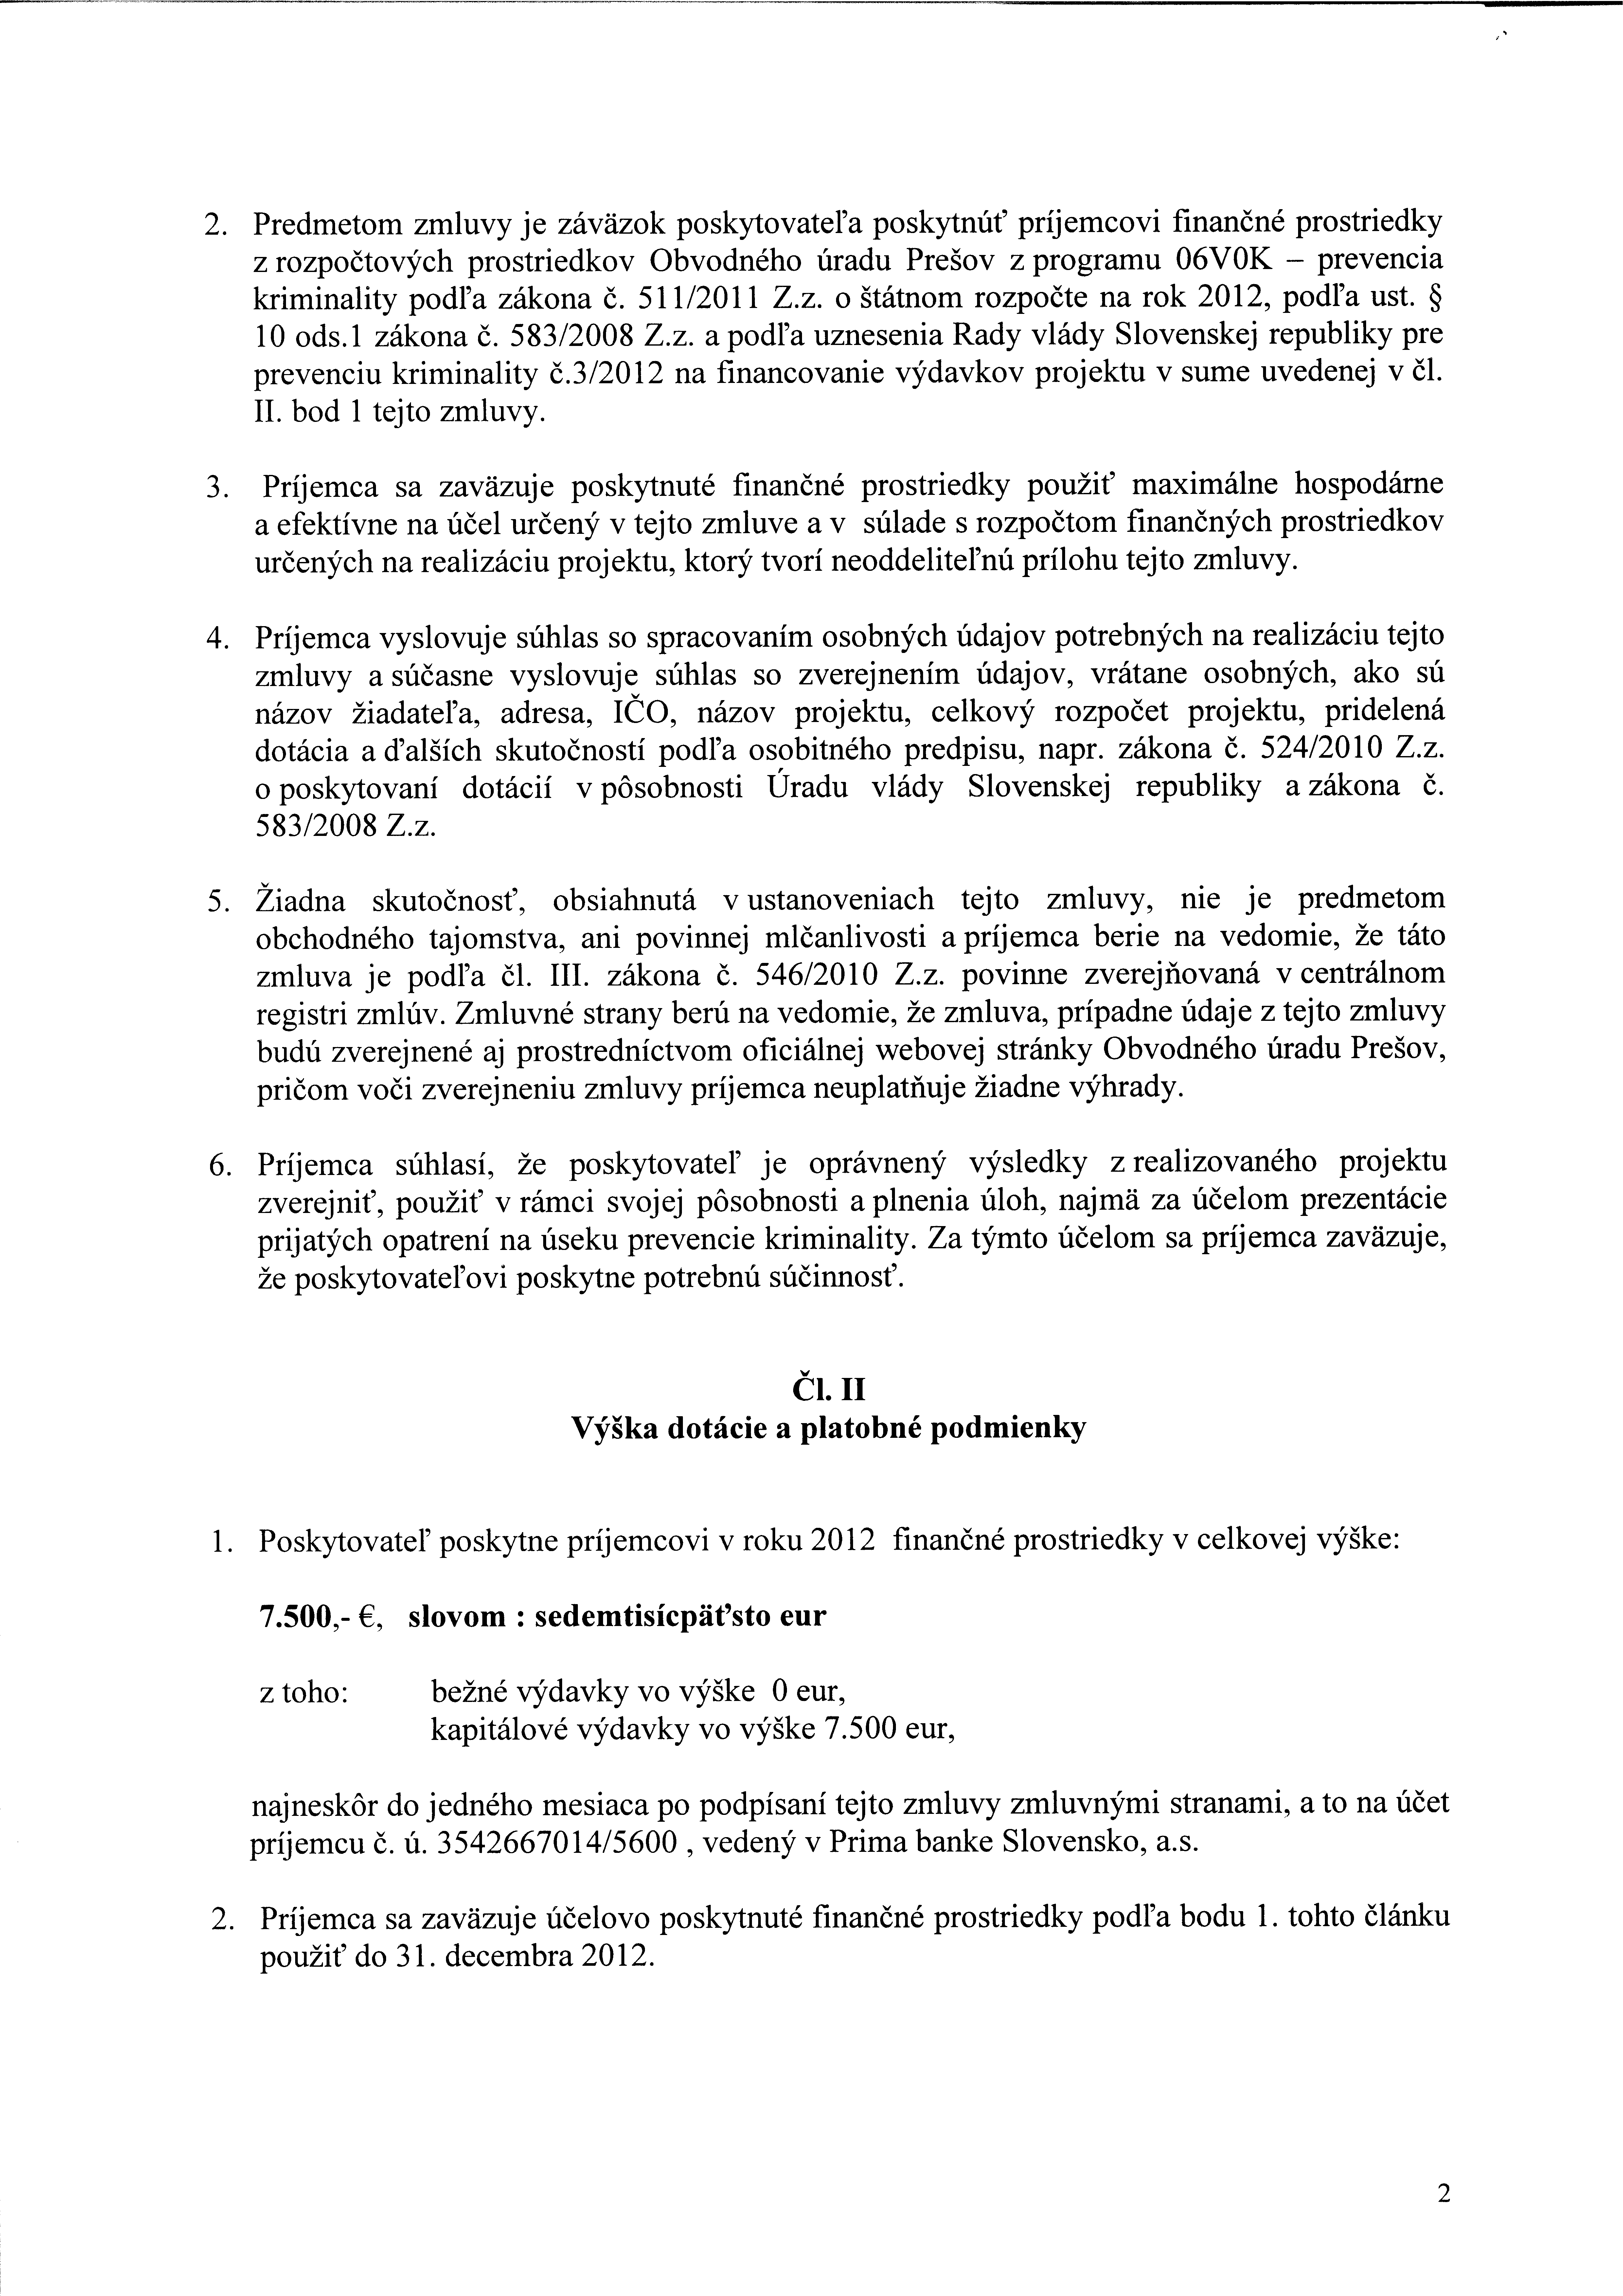 2. Predmetom zmluvy je záväzok poskytovateľa poskytnúť príjemcovi finančné prostriedky
z rozpočtových prostriedkov Obvodného úradu Prešov z programu 06V0K – prevencia
kriminality podľa zákona č. 511/2011 Z.z. o štátnom rozpočte na rok 2012, podľa ust. §
10 ods.1 zákona č. 583/2008 Z.z. a podľa uznesenia Rady vlády Slovenskej republiky pre
prevenciu kriminality č.3/2012 na financovanie výdavkov projektu v sume uvedenej v čl.
II. bod 1 tejto zmluvy.
3. Príjemca sa zaväzuje poskytnuté finančné prostriedky použiť maximálne hospodárne
a efektívne na účel určený v tejto zmluve a v súlade s rozpočtom finančných prostriedkov
určených na realizáciu projektu, ktorý tvorí neoddeliteľnú prílohu tejto zmluvy.
4. Príjemca vyslovuje súhlas so spracovaním osobných údajov potrebných na realizáciu tejto
zmluvy a súčasne vyslovuje súhlas so zverejnením údajov, vrátane osobných, ako sú
názov žiadateľa, adresa, IČO, názov projektu, celkový rozpočet projektu, pridelená
dotácia a ďalších skutočností podľa osobitného predpisu, napr. zákona č. 524/2010 Z.z.
o poskytovaní dotácií v pôsobnosti Úradu vlády Slovenskej republiky a zákona č.
583/2008 Z.z.
5. Žiadna skutočnosť, obsiahnutá v ustanoveniach tejto zmluvy, nie je predmetom
obchodného tajomstva, ani povinnej mlčanlivosti a príjemca berie na vedomie, že táto
zmluva je podľa čl. III. zákona č. 546/2010 Z.z. povinne zverejňovaná v centrálnom
registri zmlúv. Zmluvné strany berú na vedomie, že zmluva, prípadne údaje z tejto zmluvy
budú zverejnené aj prostredníctvom oficiálnej webovej stránky Obvodného úradu Prešov,
pričom voči zverejneniu zmluvy príjemca neuplatňuje žiadne výhrady.
6. Príjemca súhlasí, že poskytovateľ je oprávnený výsledky z realizovaného projektu
zverejniť, použiť v rámci svojej pôsobnosti a plnenia úloh, najmä za účelom prezentácie
prijatých opatrení na úseku prevencie kriminality. Za týmto účelom sa príjemca zaväzuje,
že poskytovateľovi poskytne potrebnú súčinnosť.
Čl. II
Výška dotácie a platobné podmienky
1. Poskytovateľ poskytne príjemcovi v roku 2012 finančné prostriedky v celkovej výške:
7.500,- €, slovom : sedemtisícpäťsto eur
z toho: bežné výdavky vo výške 0 eur,
kapitálové výdavky vo výške 7.500 eur,
najneskôr do jedného mesiaca po podpísaní tejto zmluvy zmluvnými stranami, a to na účet
príjemcu č. ú. 3542667014/5600 , vedený v Prima banke Slovensko, a.s.
2. Príjemca sa zaväzuje účelovo poskytnuté finančné prostriedky podľa bodu 1. tohto článku
použiť do 31. decembra 2012.
2